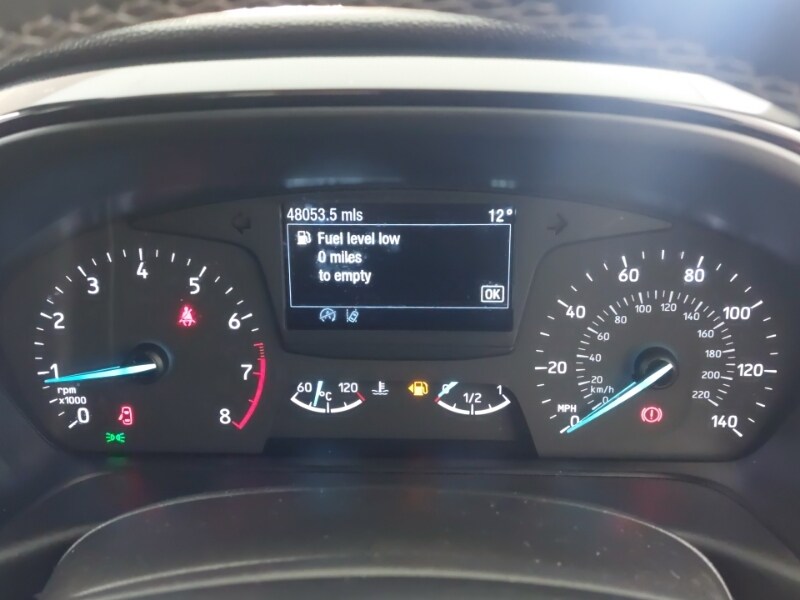 48053.5 mls 12°
Fuel level low
0 miles
to empty
OK
0 1 2 3 4 5 6 7 8
rpm
x1000
60 °C 120
0 1/2 1
0 20 40 60 80 100 120 140
MPH
0 20 40 60 80 100 120 140 160 180 200 220
km/h